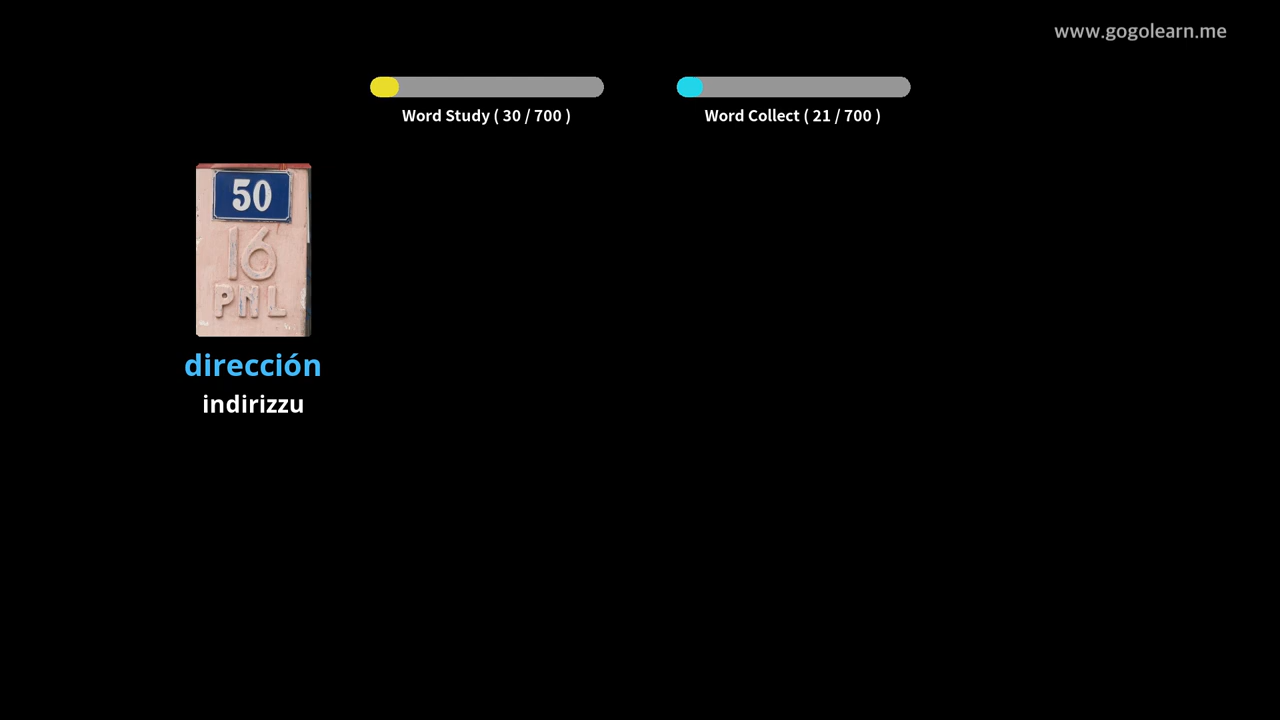 www.gogolearn.me
Word Study ( 30 / 700 )
Word Collect ( 21 / 700 )
50
16
PNL
dirección
indirizzu